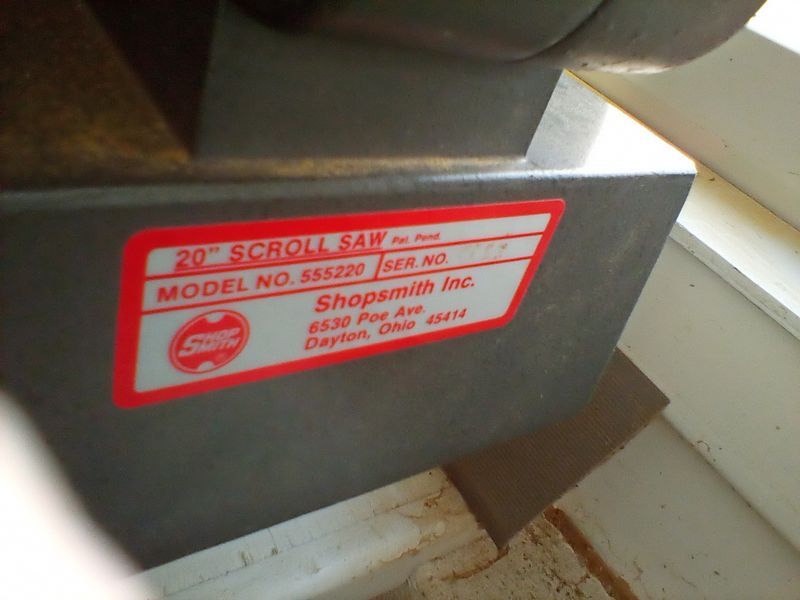 20" SCROLL SAW Pat. Pend.
MODEL NO. 555220 SER. NO.
Shopsmith Inc.
6530 Poe Ave.
Dayton, Ohio 45414
SHOP
SMITH
®